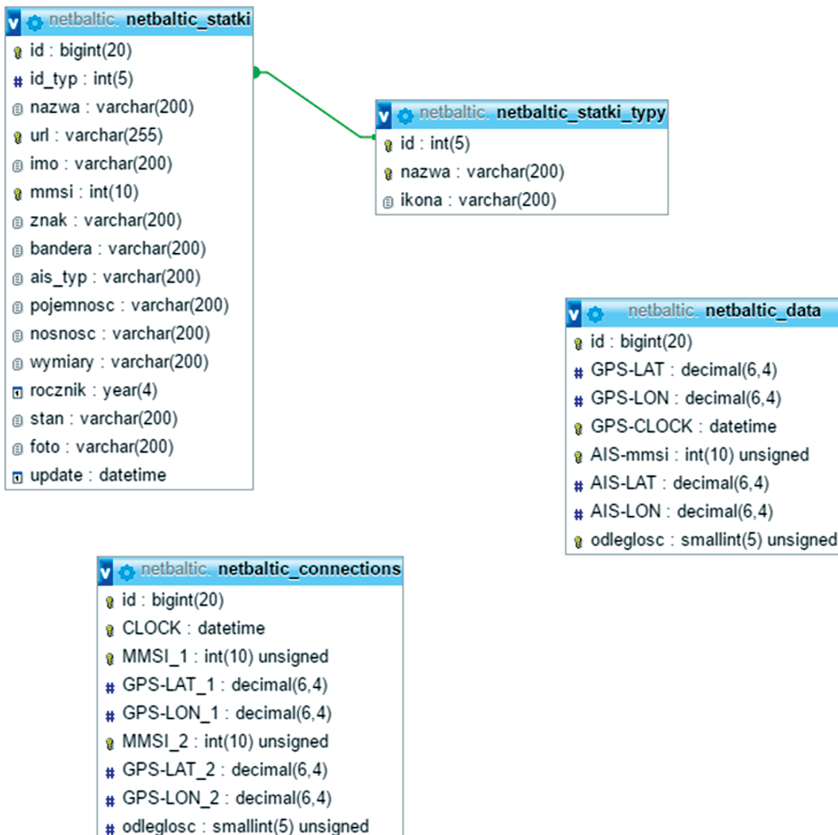 v netbaltic. netbaltic_statki
id : bigint(20)
# id_typ : int(5)
nazwa : varchar(200)
url : varchar(255)
imo : varchar(200)
mmsi : int(10)
znak : varchar(200)
bandera : varchar(200)
ais_typ : varchar(200)
pojemnosc : varchar(200)
nosnosc : varchar(200)
wymiary : varchar(200)
rocznik : year(4)
stan : varchar(200)
foto : varchar(200)
update : datetime
v netbaltic. netbaltic_statki_typy
id : int(5)
nazwa : varchar(200)
ikona : varchar(200)
v netbaltic. netbaltic_data
id : bigint(20)
# GPS-LAT : decimal(6,4)
# GPS-LON : decimal(6,4)
GPS-CLOCK : datetime
AIS-mmsi : int(10) unsigned
# AIS-LAT : decimal(6,4)
# AIS-LON : decimal(6,4)
odleglosc : smallint(5) unsigned
v netbaltic. netbaltic_connections
id : bigint(20)
CLOCK : datetime
MMSI_1 : int(10) unsigned
# GPS-LAT_1 : decimal(6,4)
# GPS-LON_1 : decimal(6,4)
MMSI_2 : int(10) unsigned
# GPS-LAT_2 : decimal(6,4)
# GPS-LON_2 : decimal(6,4)
# odleglosc : smallint(5) unsigned